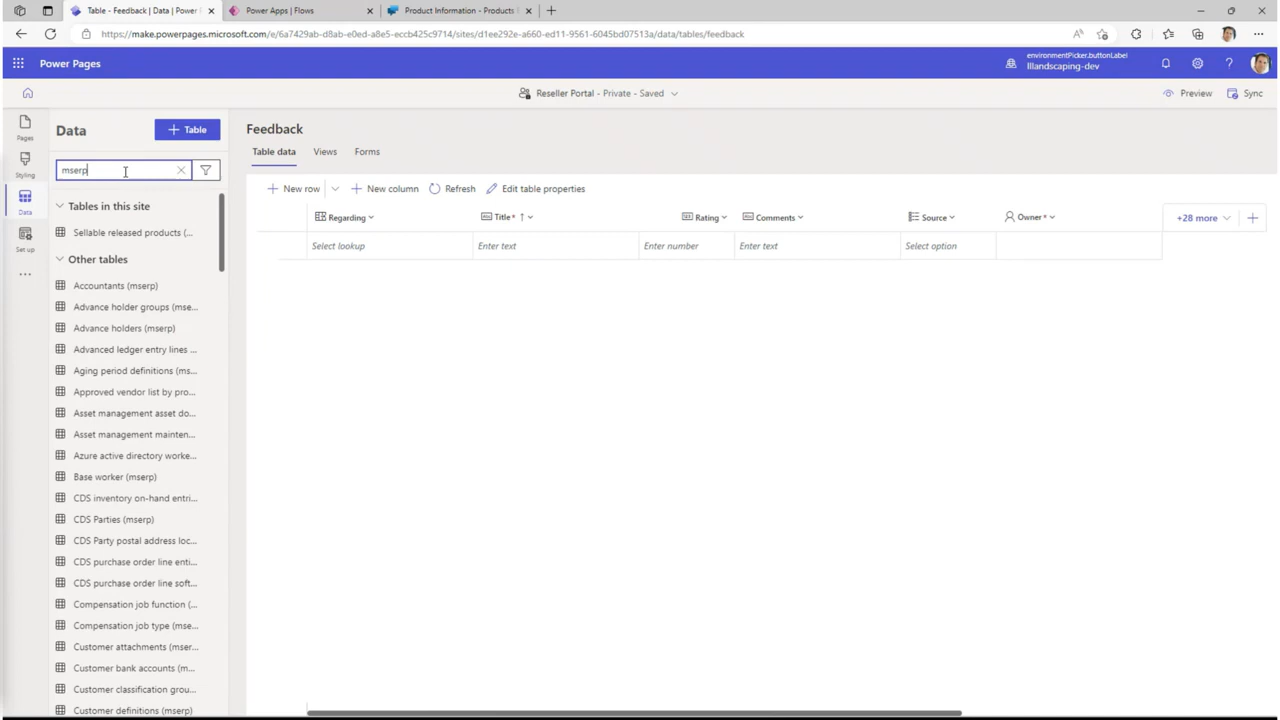 Table - Feedback | Data | Power P
Power Apps | Flows
Product Information - Products
https://make.powerpages.microsoft.com/e/6a7429ab-d8ab-e0ed-a8e5-eccb425c9714/sites/d1ee292e-a660-ed11-9561-6045bd07513a/data/tables/feedback
Power Pages
environmentPicker.buttonLabel
lllandscaping-dev
Reseller Portal - Private - Saved
Preview
Sync
Pages
Styling
Data
Set up
Data
+ Table
mserp
Tables in this site
Sellable released products (...
Other tables
Accountants (mserp)
Advance holder groups (mse...
Advance holders (mserp)
Advanced ledger entry lines ...
Aging period definitions (ms...
Approved vendor list by pro...
Asset management asset do...
Asset management mainten...
Azure active directory worke...
Base worker (mserp)
CDS inventory on-hand entri...
CDS Parties (mserp)
CDS Party postal address loc...
CDS purchase order line enti...
CDS purchase order line soft...
Compensation job function (...
Compensation job type (mse...
Customer attachments (mser...
Customer bank accounts (m...
Customer classification grou...
Customer definitions (mserp)
Feedback
Table data Views Forms
New row New column Refresh Edit table properties
Regarding Title* Rating Comments Source Owner* +28 more
Select lookup Enter text Enter number Enter text Select option